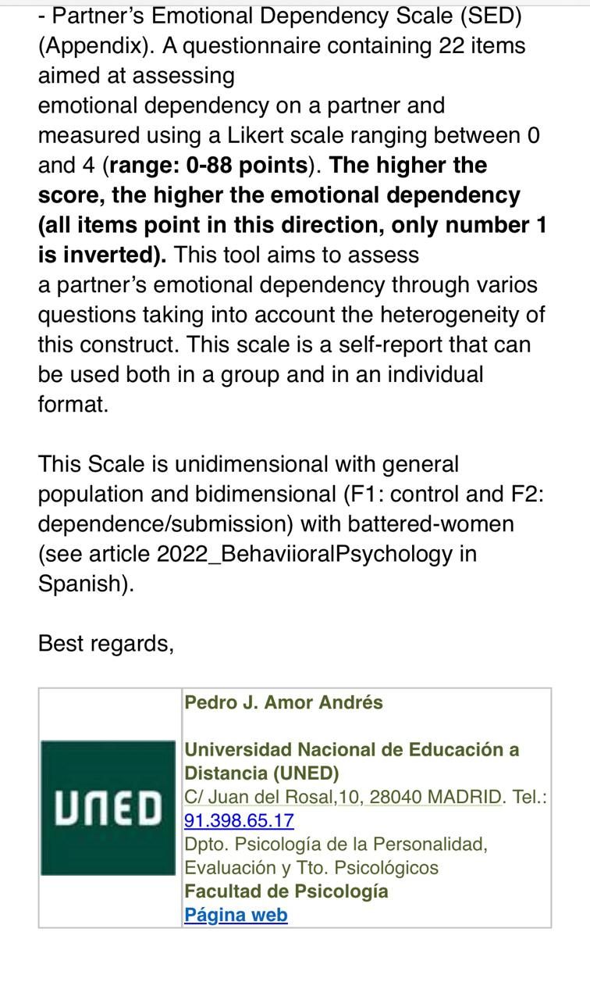 - Partner’s Emotional Dependency Scale (SED)
(Appendix). A questionnaire containing 22 items
aimed at assessing
emotional dependency on a partner and
measured using a Likert scale ranging between 0
and 4 (range: 0-88 points). The higher the
score, the higher the emotional dependency
(all items point in this direction, only number 1
is inverted). This tool aims to assess
a partner’s emotional dependency through varios
questions taking into account the heterogeneity of
this construct. This scale is a self-report that can
be used both in a group and in an individual
format.
This Scale is unidimensional with general
population and bidimensional (F1: control and F2:
dependence/submission) with battered-women
(see article 2022_BehaviioralPsychology in
Spanish).
Best regards,
UNED
Pedro J. Amor Andrés
Universidad Nacional de Educación a
Distancia (UNED)
C/ Juan del Rosal,10, 28040 MADRID. Tel.:
91.398.65.17
Dpto. Psicología de la Personalidad,
Evaluación y Tto. Psicológicos
Facultad de Psicología
Página web